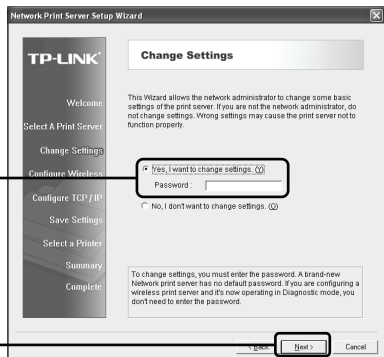 Network Print Server Setup Wizard
TP-LINK
Change Settings
Welcome
Select A Print Server
Change Settings
Configure Wireless
Configure TCP / IP
Save Settings
Select a Printer
Summary
Complete
This Wizard allows the network administrator to change some basic
settings of the print server. If you are not the network administrator, do
not change settings. Wrong settings may cause the print server not to
function properly.
Yes, I want to change settings. (Y)
Password :
No, I don't want to change settings. (O)
To change settings, you must enter the password. A brand-new
Network print server has no default password. If you are configuring a
wireless print server and it's now operating in Diagnostic mode, you
don't need to enter the password.
< Back
Next >
Cancel